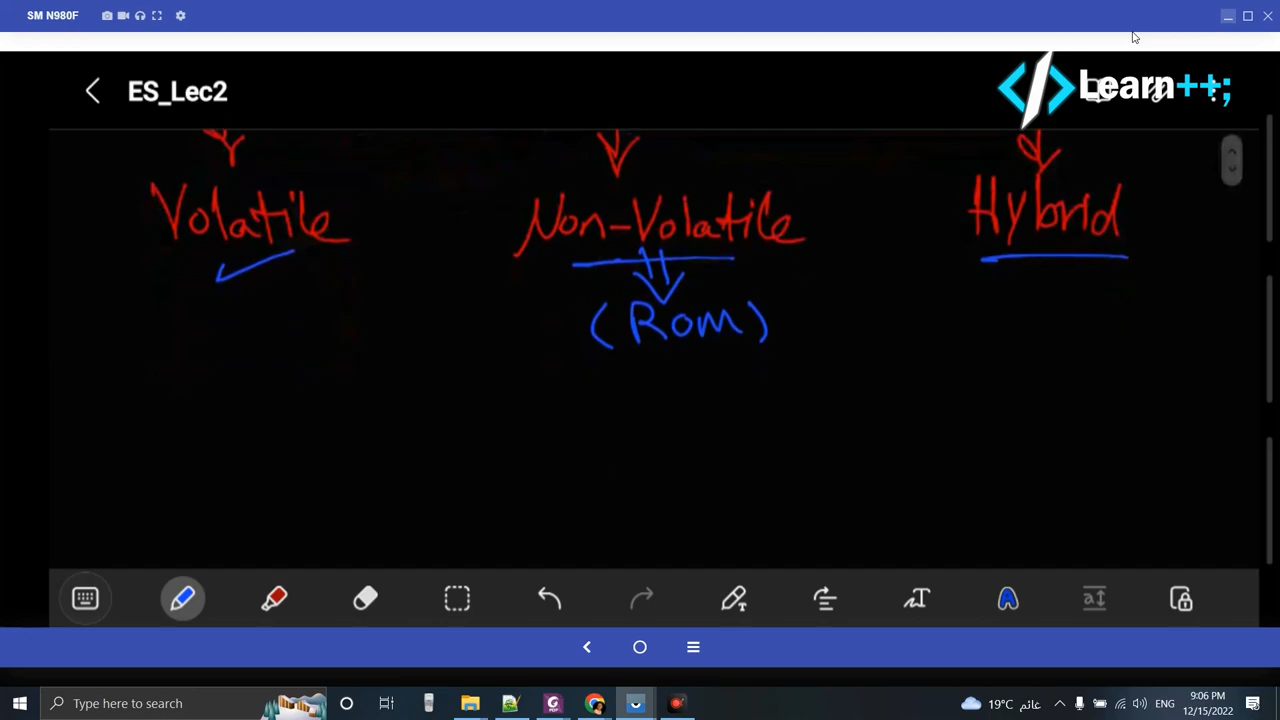 SM N980F
ES_Lec2
</> Learn++;
Volatile
Non-Volatile
Hybrid
(Rom)
Type here to search
19°C غائم
ENG
9:06 PM
12/15/2022